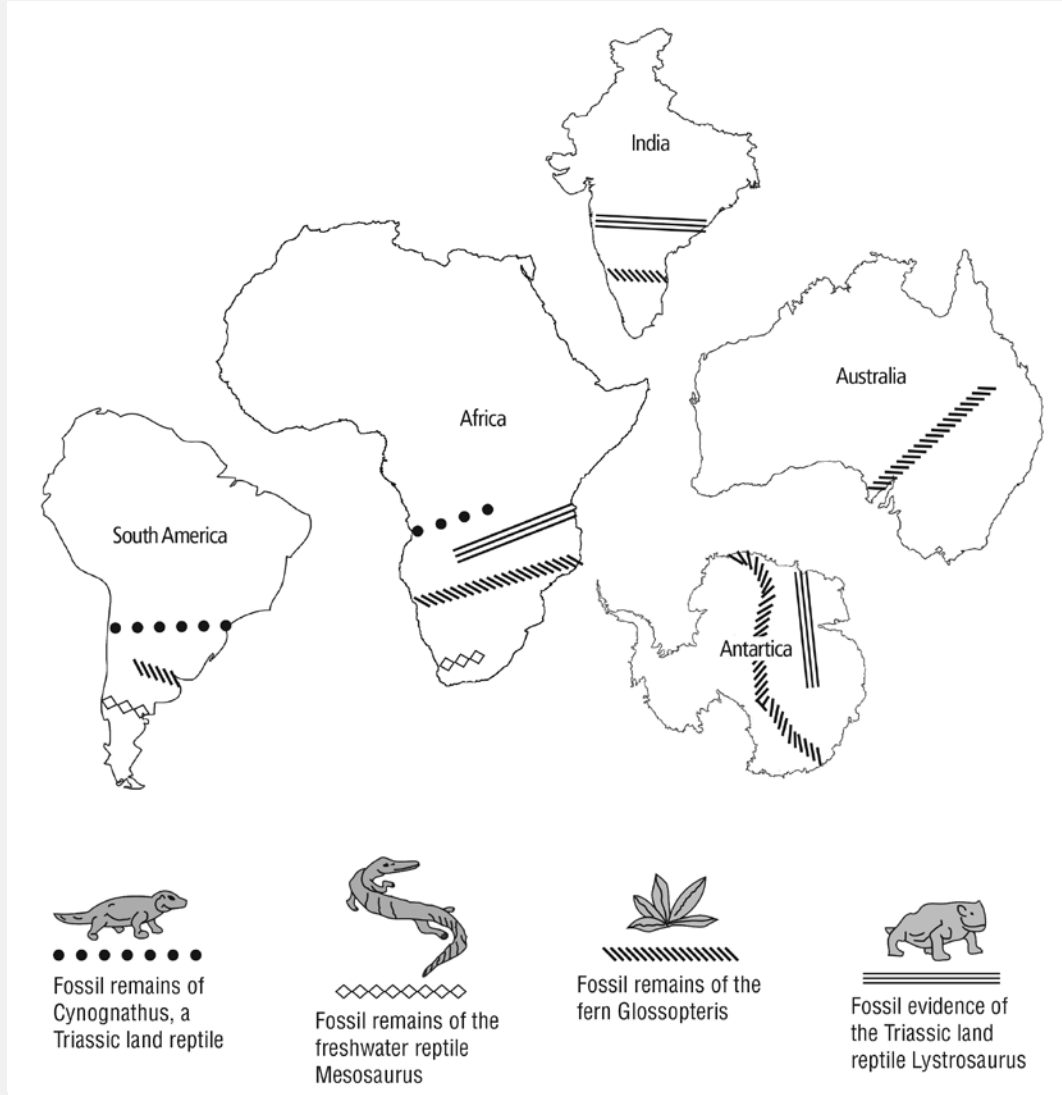 India
Australia
Africa
South America
Antartica
Fossil remains of
Cynognathus, a
Triassic land reptile
Fossil remains of the
freshwater reptile
Mesosaurus
Fossil remains of the
fern Glossopteris
Fossil evidence of
the Triassic land
reptile Lystrosaurus